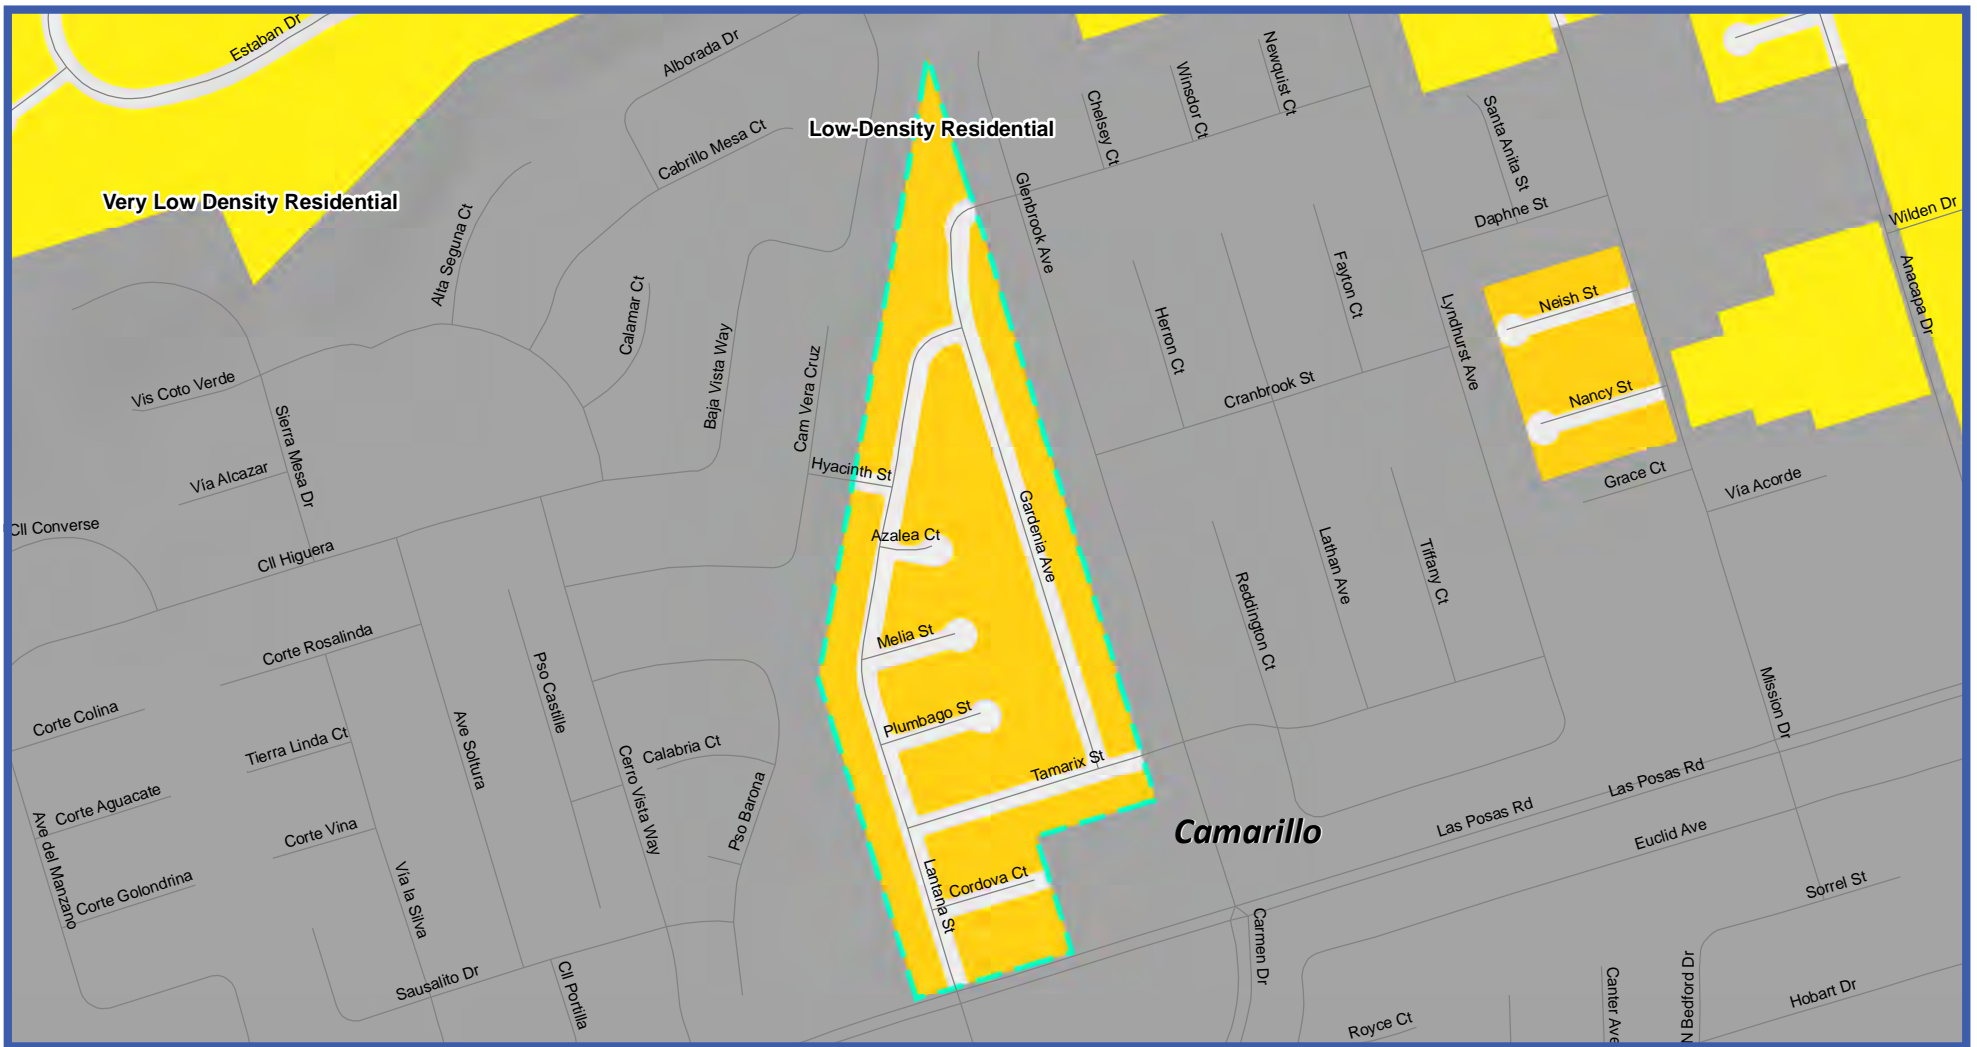 Estaban Dr
Alborada Dr
Newquist Ct
Winsdor Ct
Chelsey Ct
Santa Anita St
Low-Density Residential
Cabrillo Mesa Ct
Very Low Density Residential
Alta Seguna Ct
Glenbrook Ave
Daphne St
Wilden Dr
Anacapa Dr
Calamar Ct
Baja Vista Way
Cam Vera Cruz
Herron Ct
Fayton Ct
Lyndhurst Ave
Neish St
Nancy St
Cranbrook St
Vis Coto Verde
Sierra Mesa Dr
Vía Alcazar
Hyacinth St
Grace Ct
Vía Acorde
Cll Converse
Cll Higuera
Azalea Ct
Gardenia Ave
Lathan Ave
Tiffany Ct
Reddington Ct
Corte Rosalinda
Melia St
Pso Castille
Mission Dr
Corte Colina
Ave Soltura
Plumbago St
Tierra Linda Ct
Calabria Ct
Cerro Vista Way
Pso Barona
Tamarix St
Las Posas Rd
Las Posas Rd
Corte Aguacate
Ave del Manzano
Corte Vina
Camarillo
Euclid Ave
Corte Golondrina
Vía la Silva
Lantana St
Cordova Ct
Sorrel St
Carmen Dr
Sausalito Dr
Cll Portilla
Canter Ave
N Bedford Dr
Hobart Dr
Royce Ct